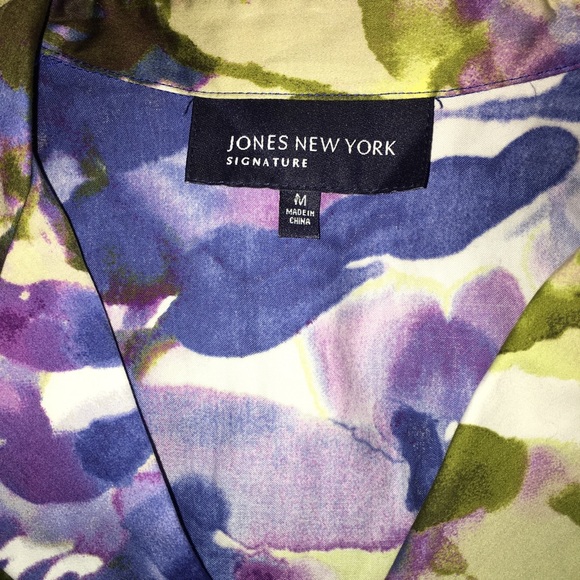 JONES NEW YORK
SIGNATURE
M
MADE IN
CHINA